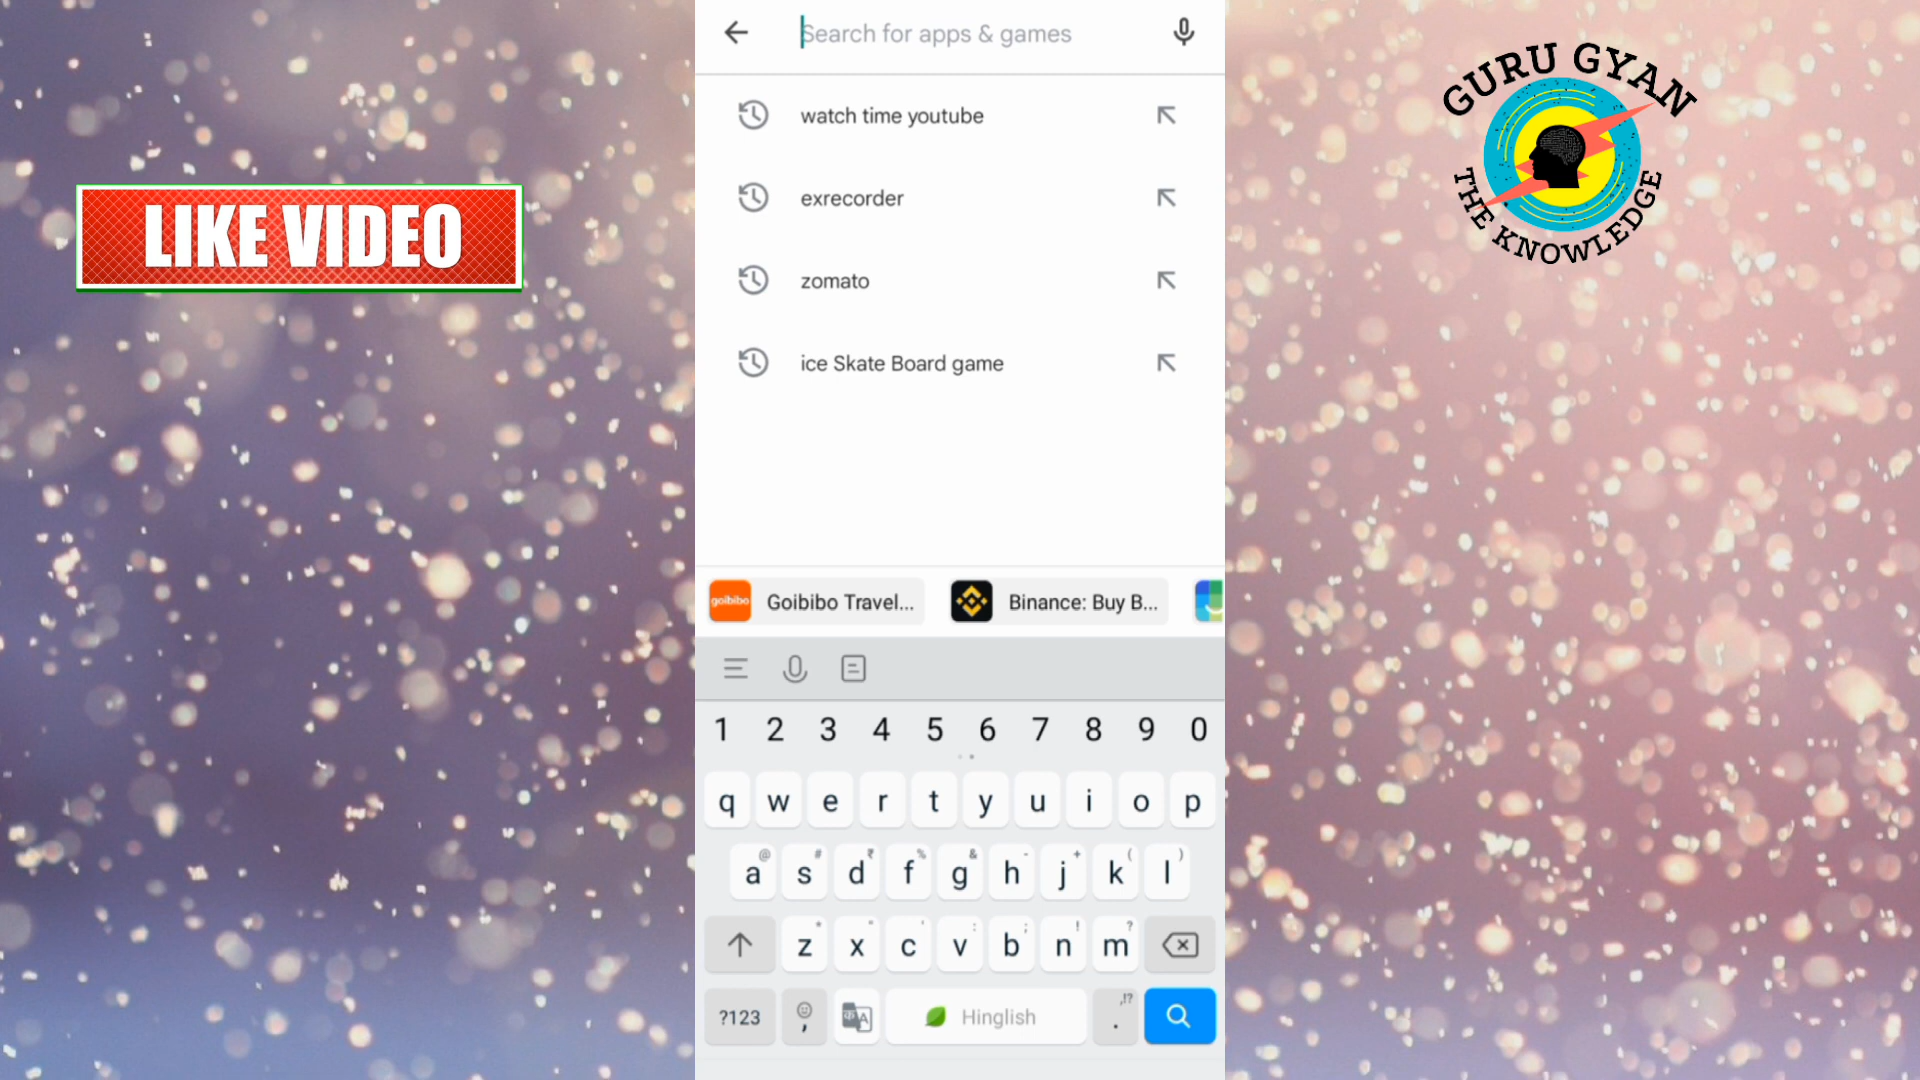 LIKE VIDEO
Search for apps & games
watch time youtube
exrecorder
zomato
ice Skate Board game
GURU GYAN
THE KNOWLEDGE
goibibo Goibibo Travel... Binance: Buy B...
1 2 3 4 5 6 7 8 9 0
q w e r t y u i o p
@ # ₹ % & - + ( )
a s d f g h j k l
* " ' : ; ! ?
z x c v b n m
?123 , Hinglish . ,!?